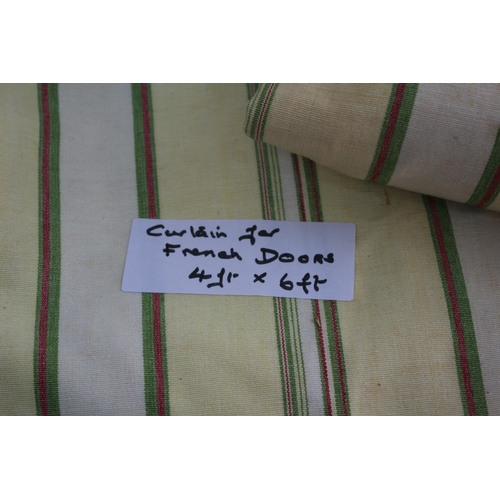 Curtain for
French DOORS
4ft x 6ft